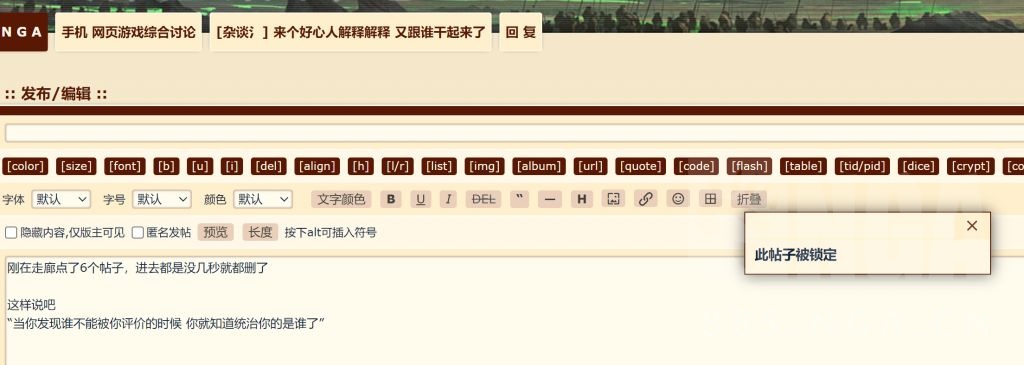 NGA 手机 网页游戏综合讨论 [杂谈氵] 来个好心人解释解释 又跟谁干起来了 回 复
:: 发布/编辑 ::
[color] [size] [font] [b] [u] [i] [del] [align] [h] [l/r] [list] [img] [album] [url] [quote] [code] [flash] [table] [tid/pid] [dice] [crypt] [co
字体 默认 字号 默认 颜色 默认 文字颜色 B U I DEL “ — H 折叠
隐藏内容,仅版主可见 匿名发帖 预览 长度 按下alt可插入符号
此帖子被锁定
刚在走廊点了6个帖子，进去都是没几秒就都删了
这样说吧
“当你发现谁不能被你评价的时候 你就知道统治你的是谁了”